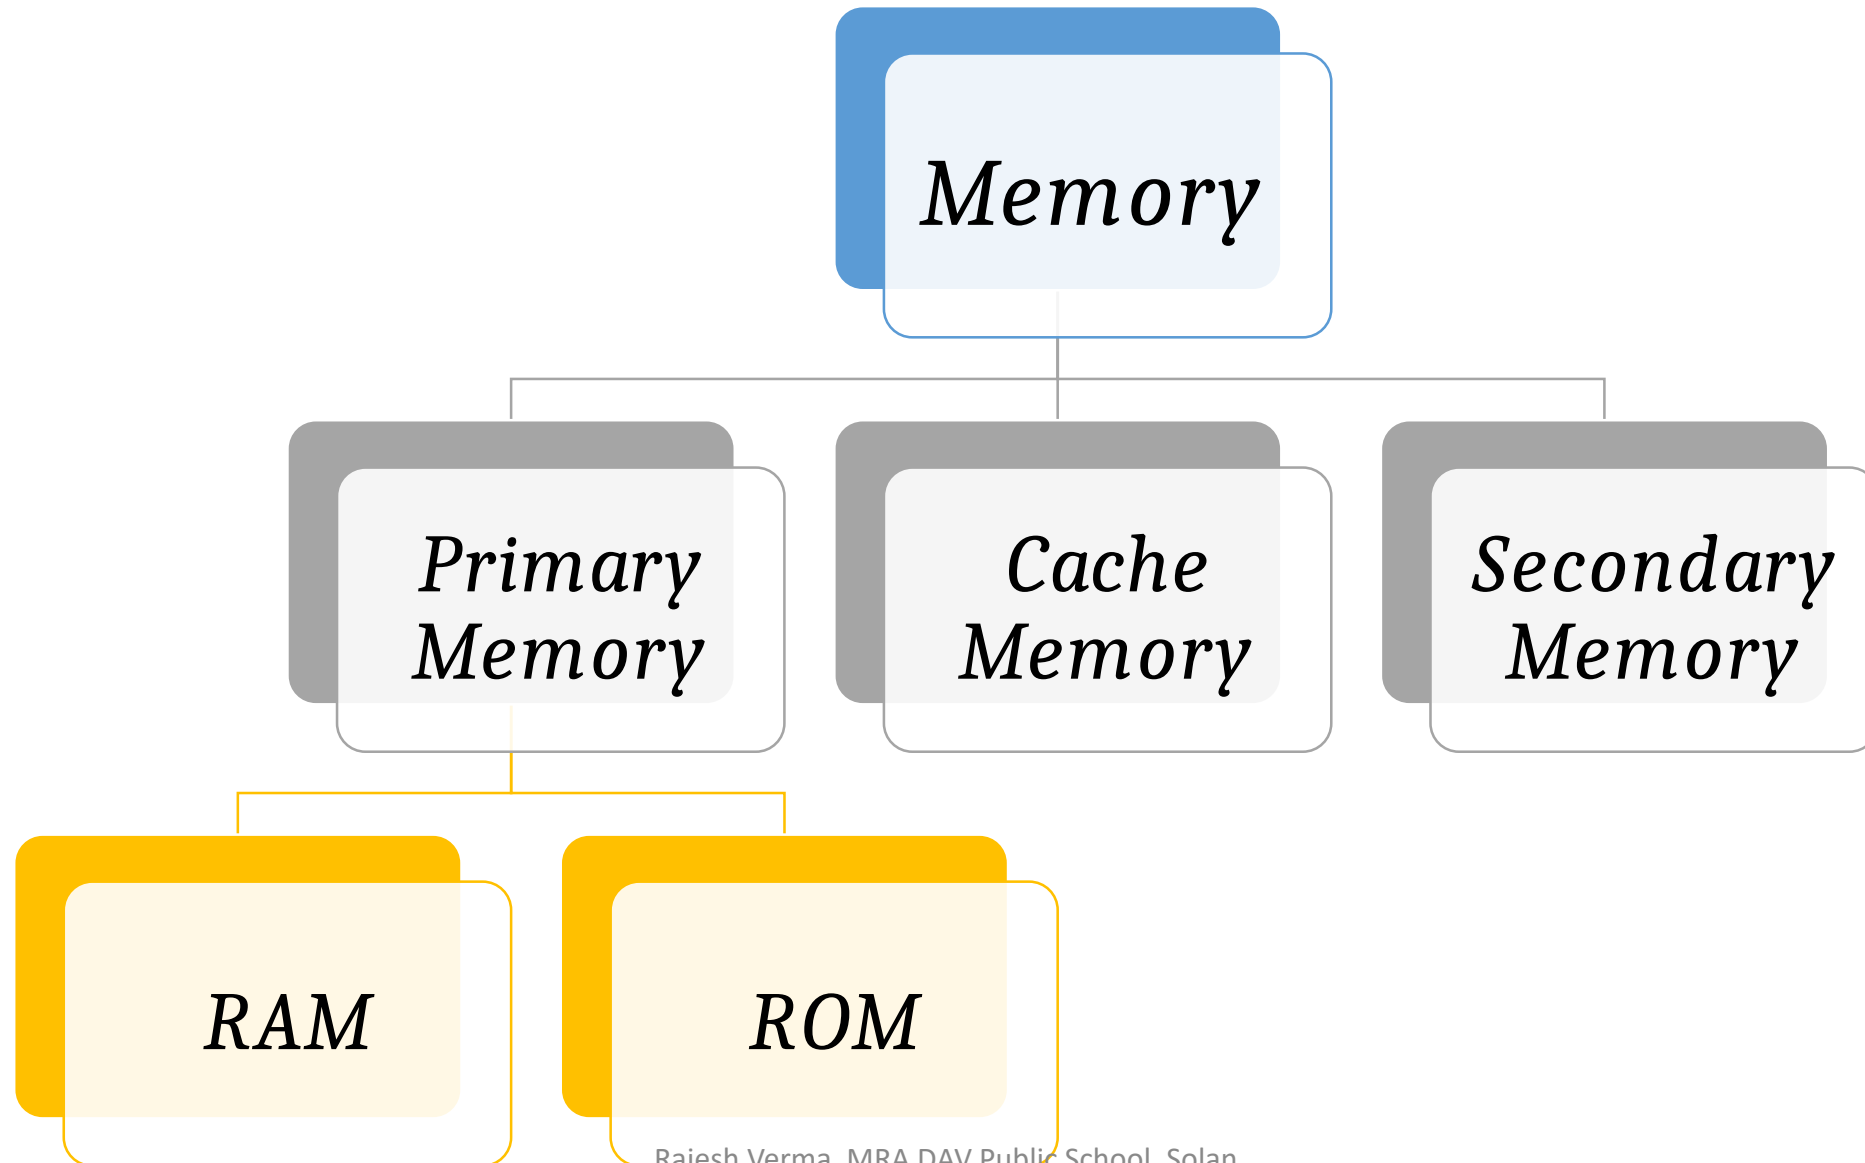 Memory
Primary
Memory
Cache
Memory
Secondary
Memory
RAM
ROM
Rajesh Verma, MRA DAV Public School, Solan